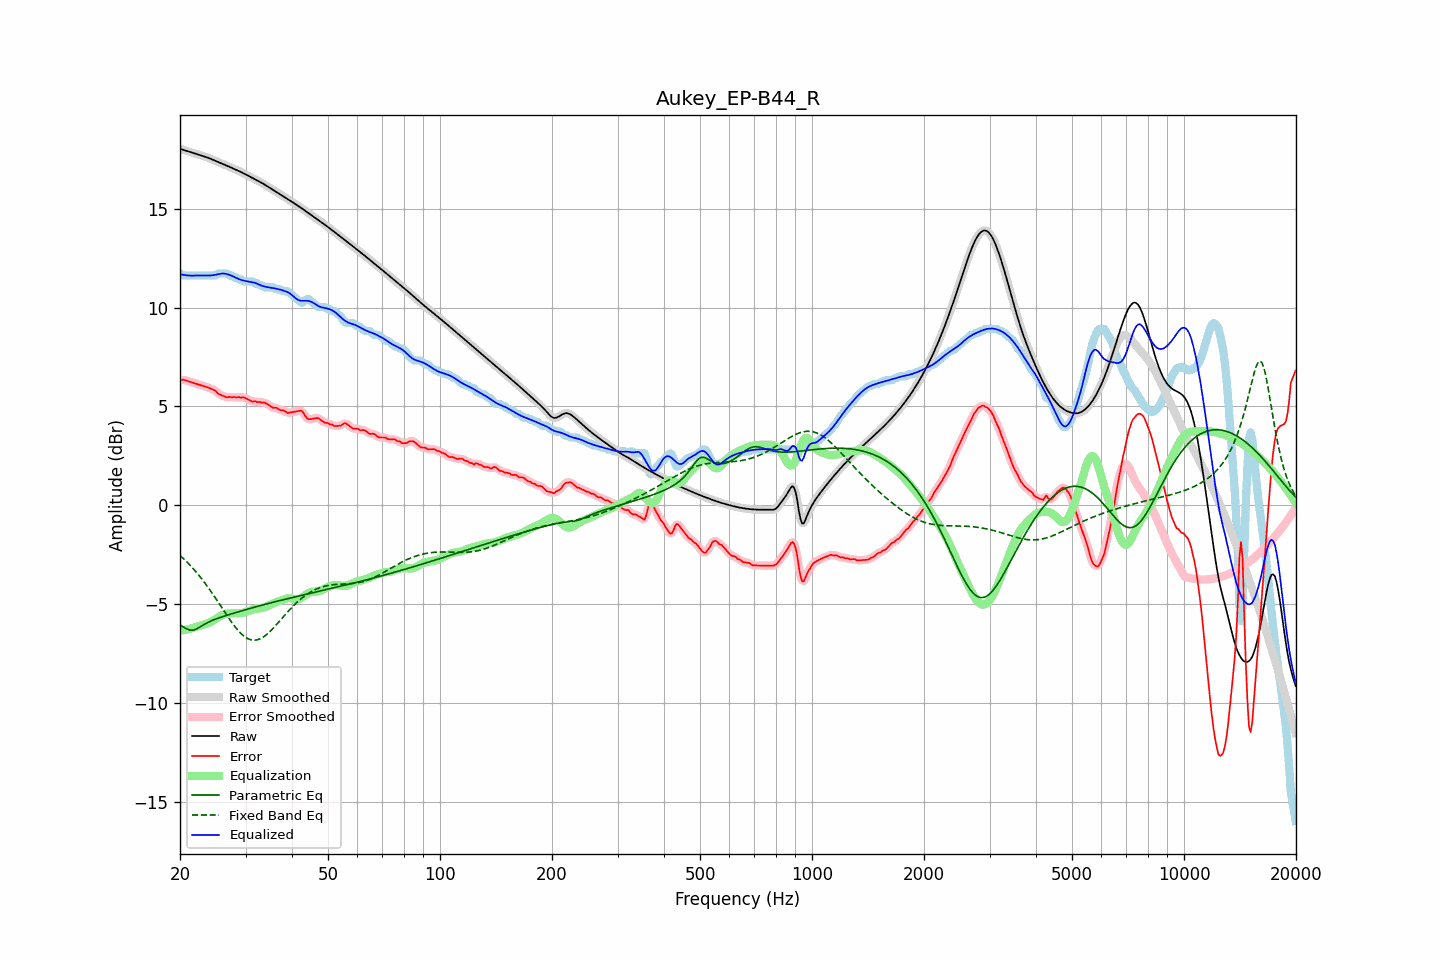 Aukey_EP-B44_R
Amplitude (dBr)
15
10
5
0
−5
−10
−15
Target
Raw Smoothed
Error Smoothed
Raw
Error
Equalization
Parametric Eq
Fixed Band Eq
Equalized
20 50 100 200 500 1000 2000 5000 10000 20000
Frequency (Hz)